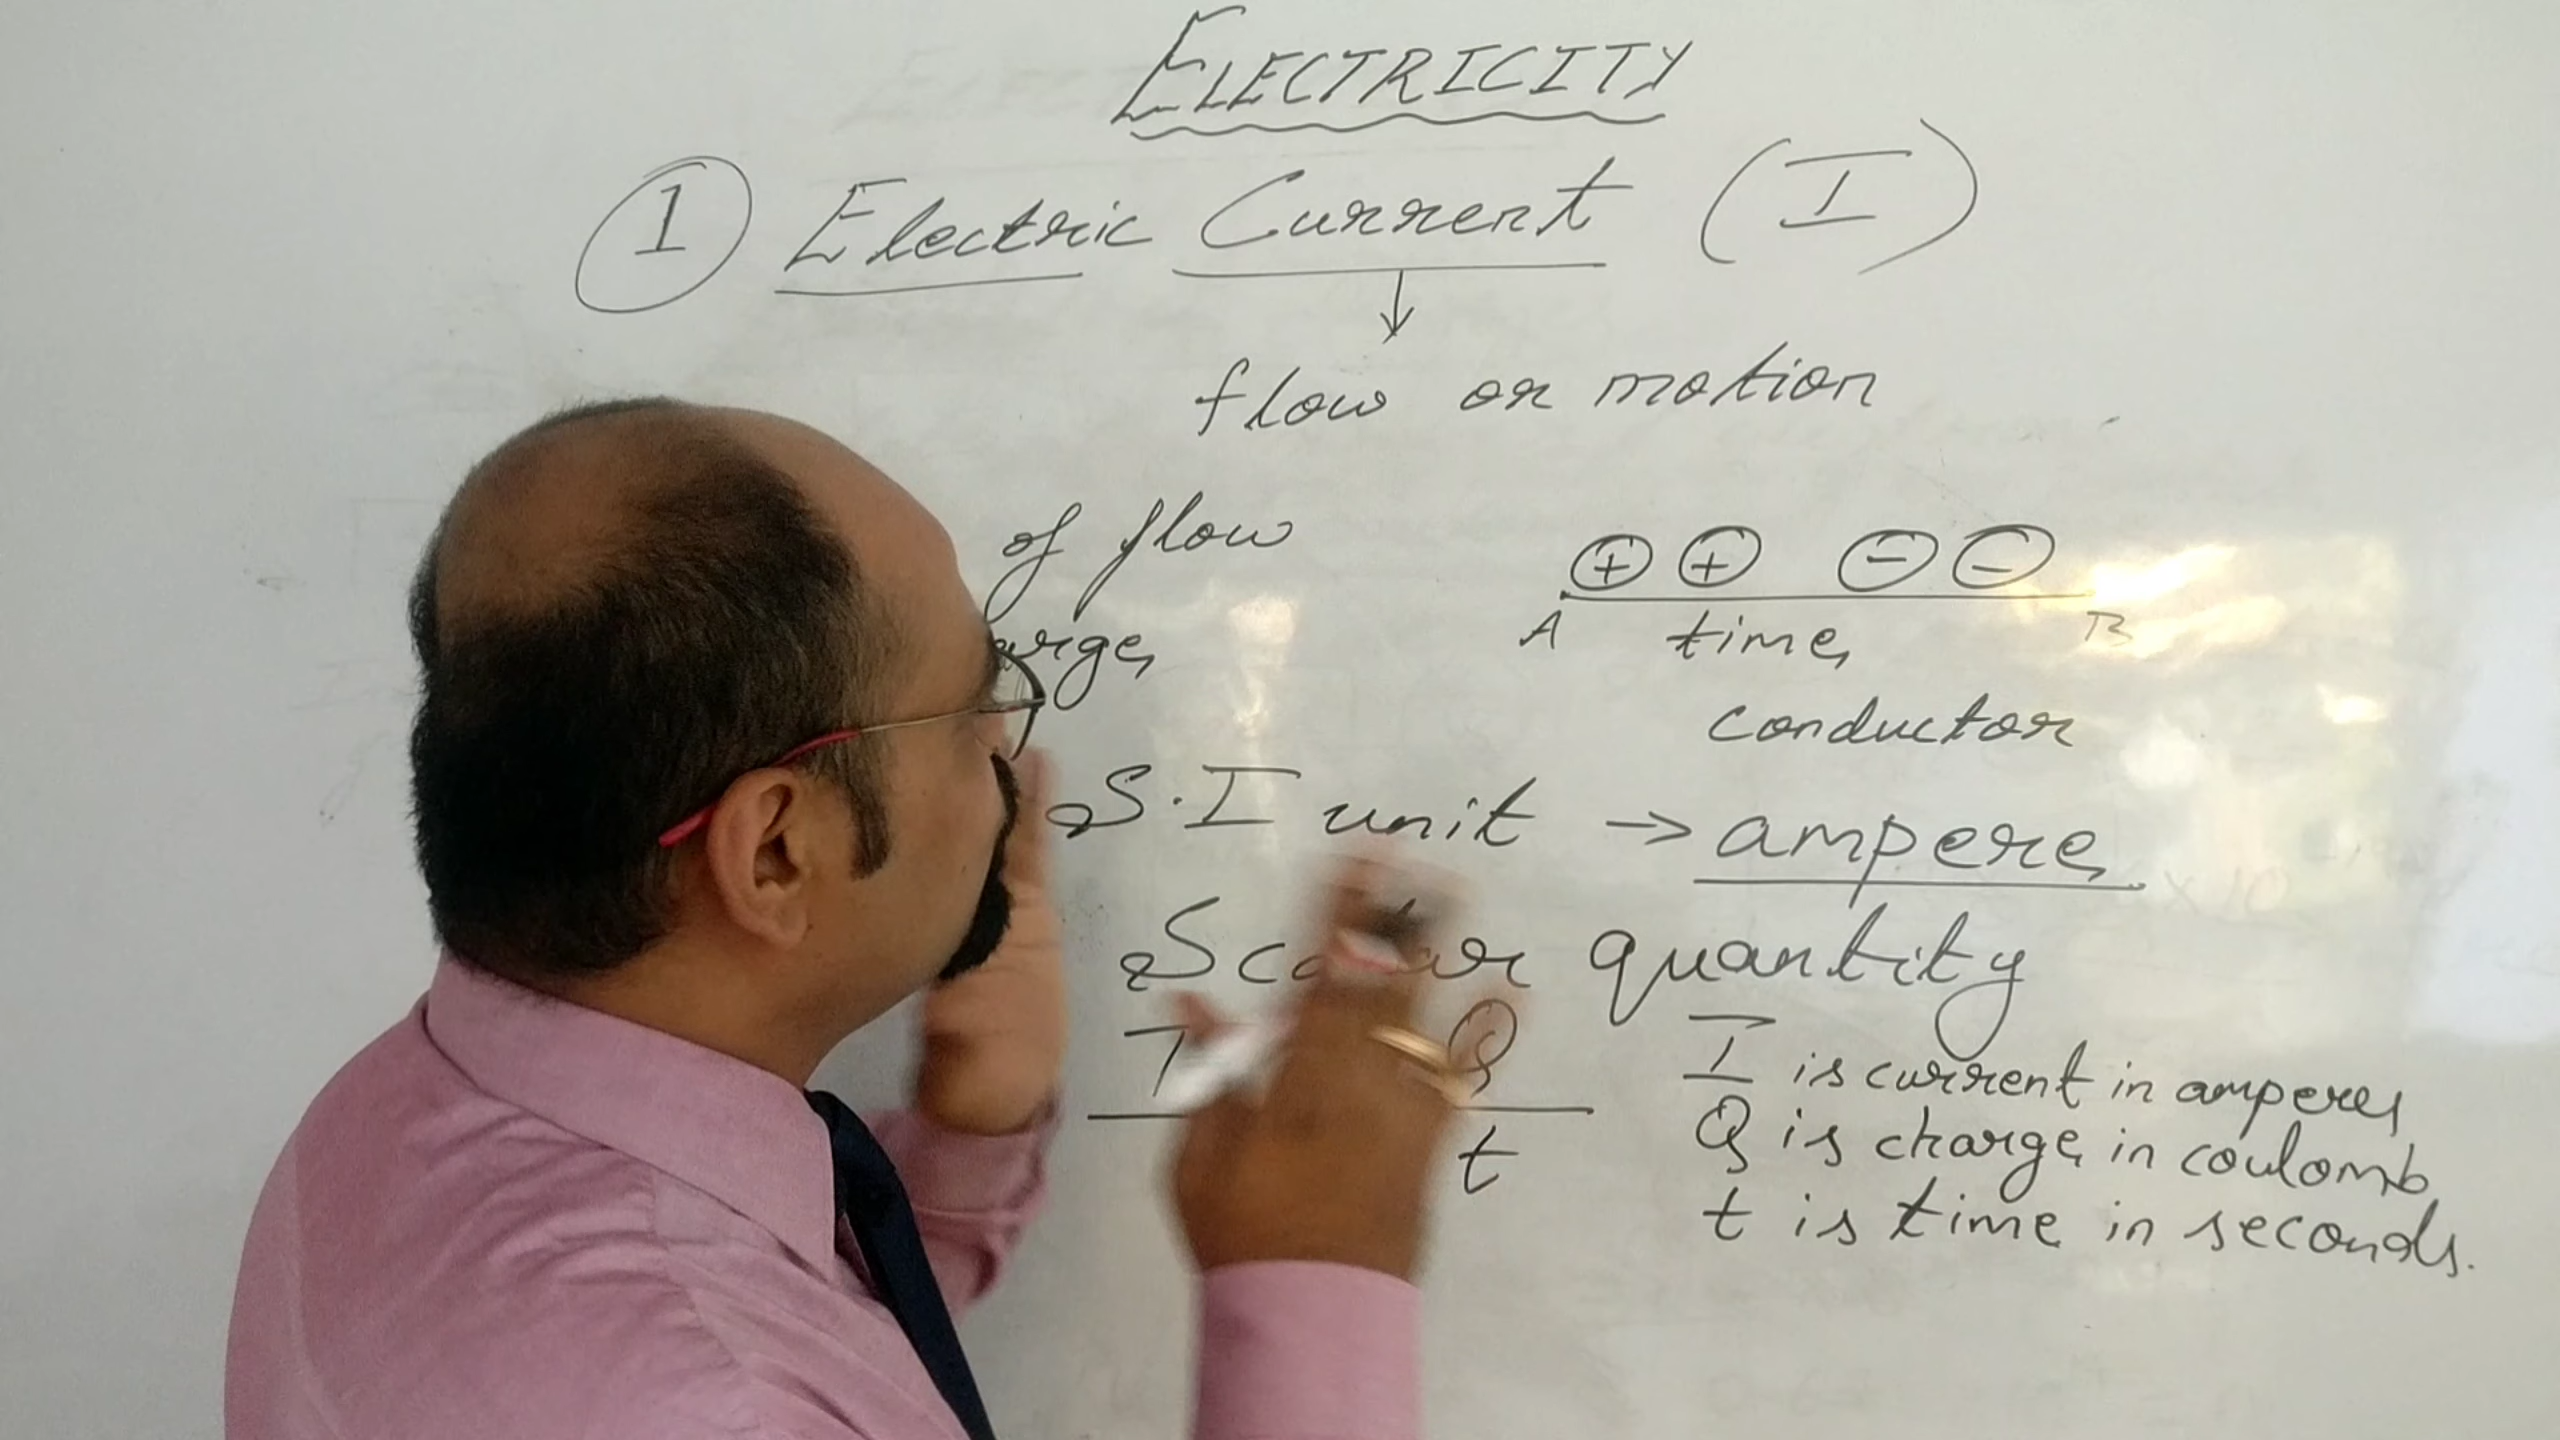 ELECTRICITY
1 Electric Current (I)
↓
flow or motion
of flow
+ + - -
A time B
conductor
S.I unit → ampere
quantity
I is current in amperes
Q
Q is charge in coulomb
t
t is time in seconds.